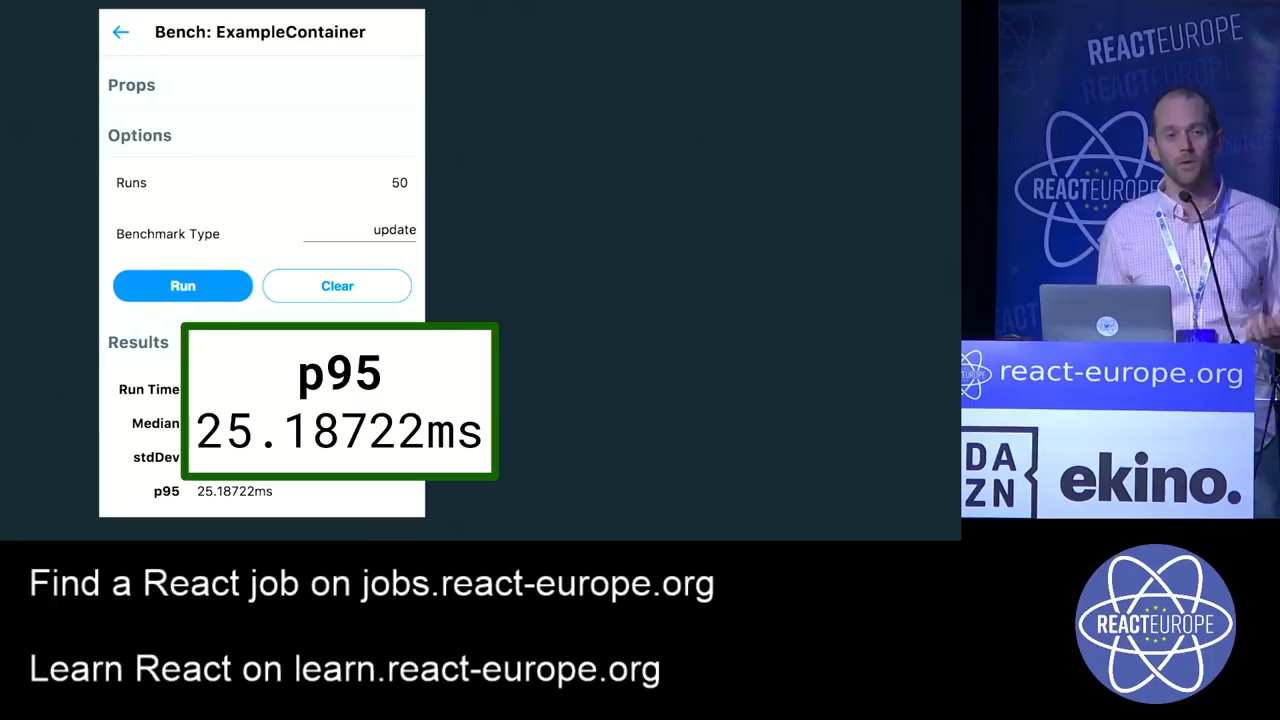 Bench: ExampleContainer
Props
Options
Runs 50
Benchmark Type update
Run Clear
Results
Run Time
Median
stdDev
p95 25.18722ms
p95
25.18722ms
REACTEUROPE
REACTEUROPE
REACTEUROPE
react-europe.org
DA
ZN
ekino.
Find a React job on jobs.react-europe.org
Learn React on learn.react-europe.org
REACTEUROPE